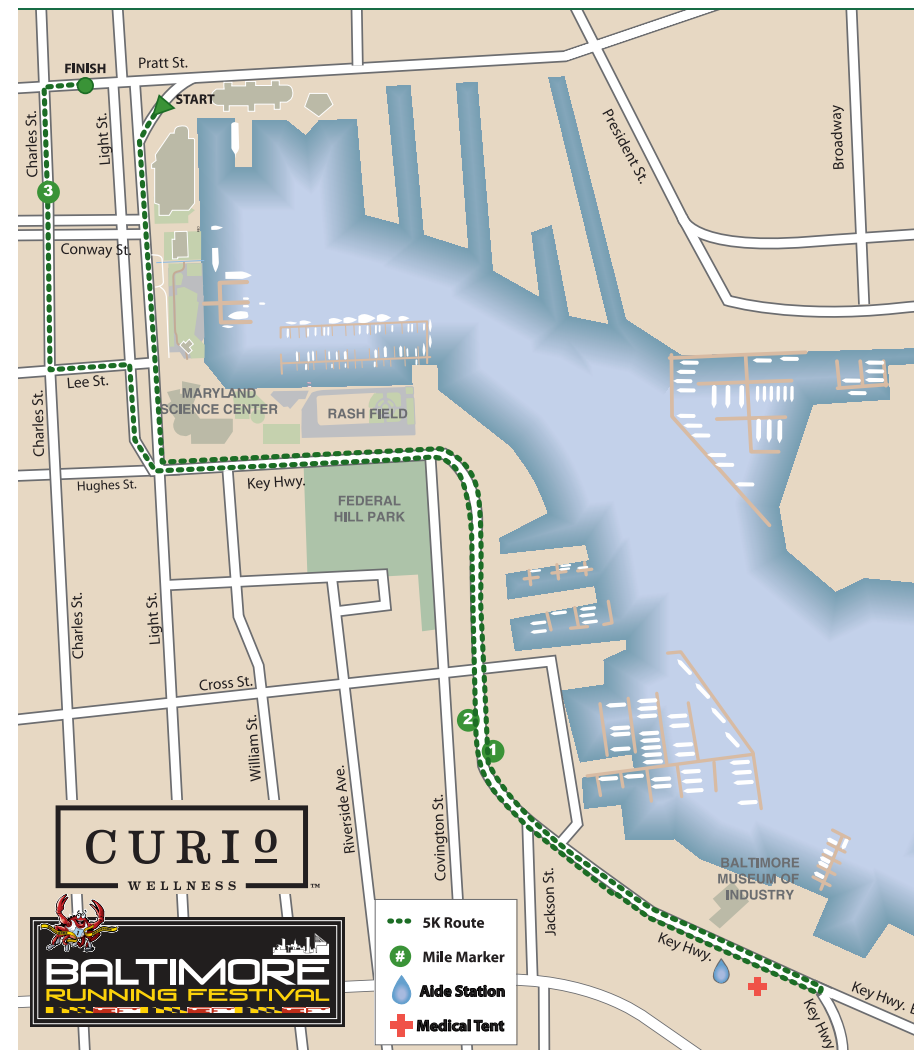 FINISH
Pratt St.
START
Charles St.
Light St.
President St.
Broadway
3
Conway St.
Lee St.
Charles St.
MARYLAND
SCIENCE CENTER
RASH FIELD
Hughes St.
Key Hwy.
FEDERAL
HILL PARK
Charles St.
Light St.
Cross St.
William St.
Riverside Ave.
Covington St.
2
1
Jackson St.
BALTIMORE
MUSEUM OF
INDUSTRY
Key Hwy.
Key Hwy. E
Key Hwy
CURIO
WELLNESS
™
BALTIMORE
RUNNING FESTIVAL
5K Route
# Mile Marker
Aide Station
Medical Tent